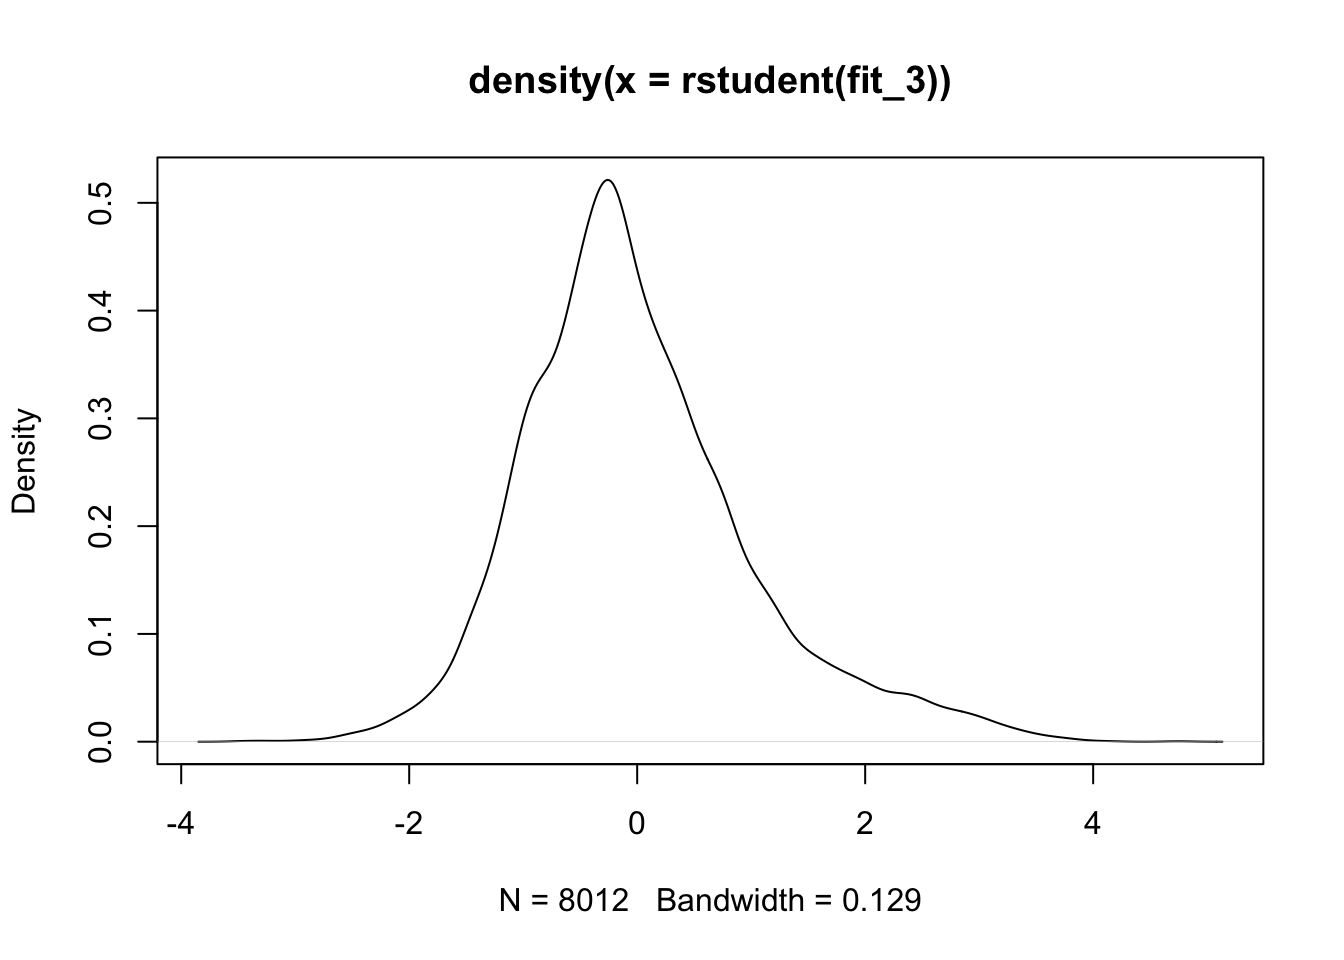 density(x = rstudent(fit_3))
Density
0.5
0.4
0.3
0.2
0.1
0.0
-4 -2 0 2 4
N = 8012 Bandwidth = 0.129